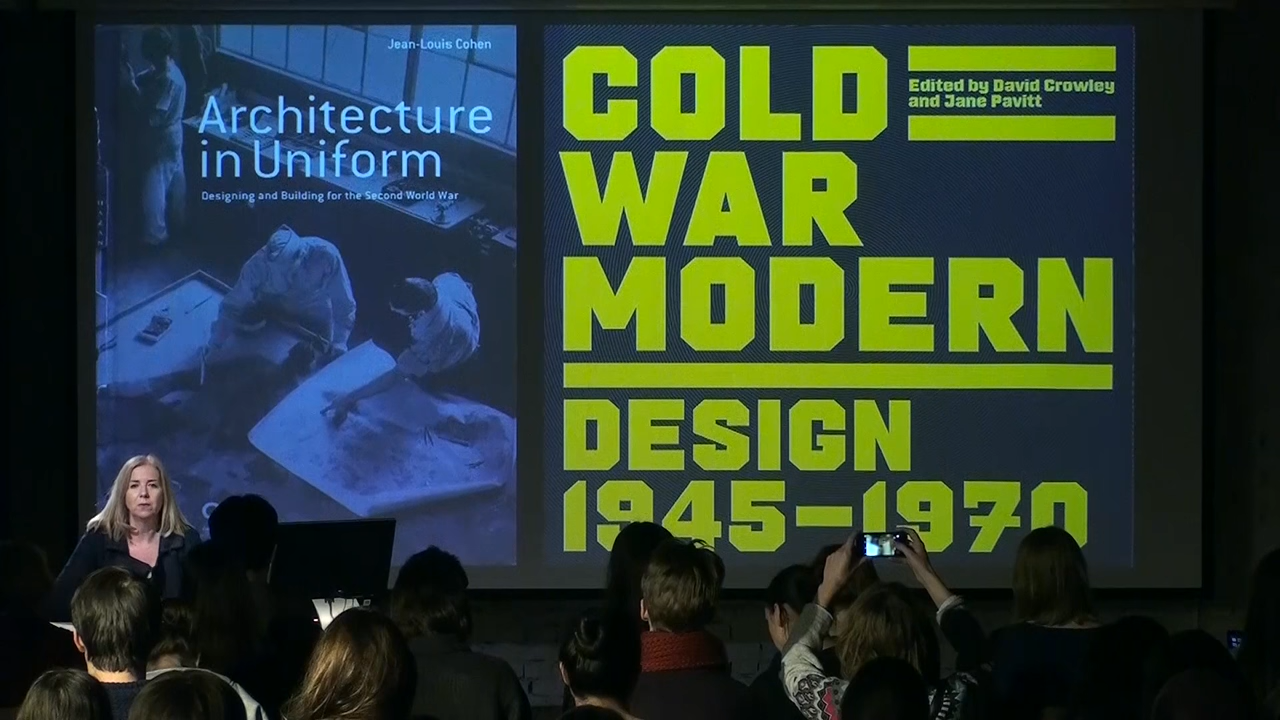 Jean-Louis Cohen
Architecture
in Uniform
Designing and Building for the Second World War
COLD
WAR
MODERN
Edited by David Crowley
and Jane Pavitt
DESIGN
1945–1970